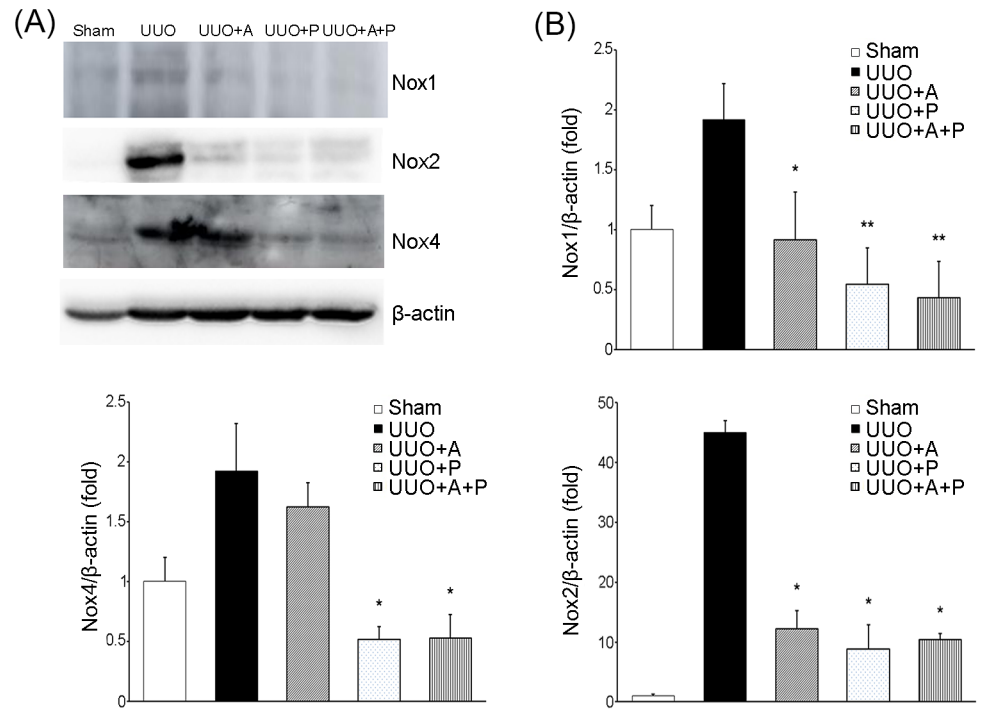 (A)
Sham UUO UUO+A UUO+P UUO+A+P
Nox1
Nox2
Nox4
β-actin
(B)
Nox1/β-actin (fold)
2.5
2
1.5
1
0.5
0
*
**
**
Sham
UUO
UUO+A
UUO+P
UUO+A+P
Nox4/β-actin (fold)
2.5
2
1.5
1
0.5
0
*
*
Sham
UUO
UUO+A
UUO+P
UUO+A+P
Nox2/β-actin (fold)
50
40
30
20
10
0
*
*
*
Sham
UUO
UUO+A
UUO+P
UUO+A+P